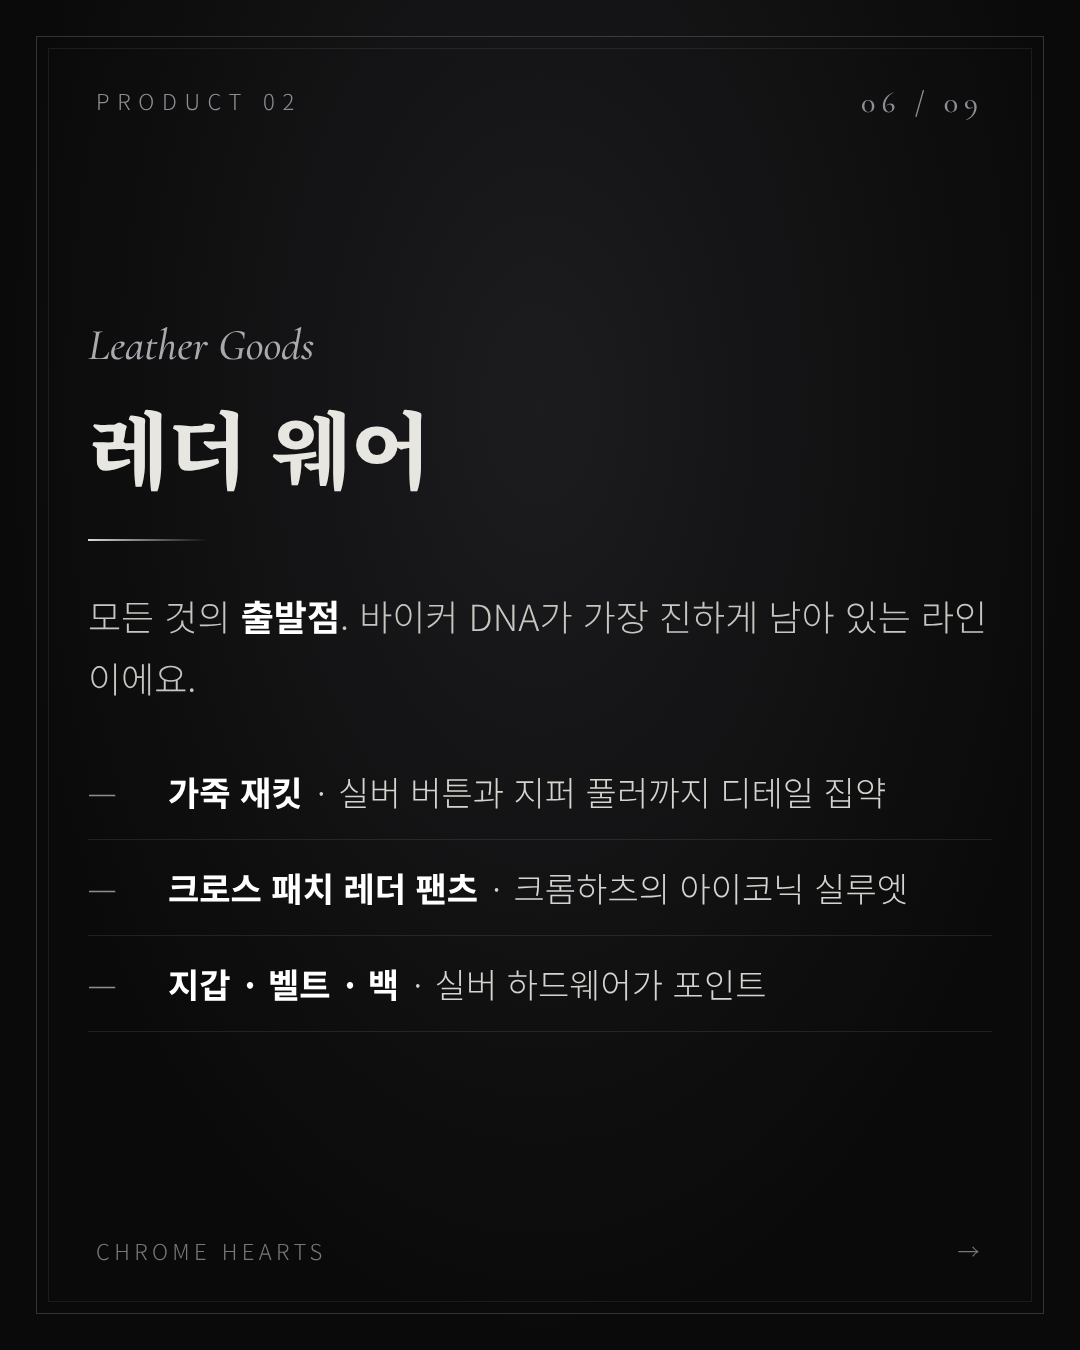 PRODUCT 02
06 / 09
Leather Goods
레더 웨어
모든 것의 출발점. 바이커 DNA가 가장 진하게 남아 있는 라인
이에요.
— 가죽 재킷 · 실버 버튼과 지퍼 풀러까지 디테일 집약
— 크로스 패치 레더 팬츠 · 크롬하츠의 아이코닉 실루엣
— 지갑 · 벨트 · 백 · 실버 하드웨어가 포인트
CHROME HEARTS
→